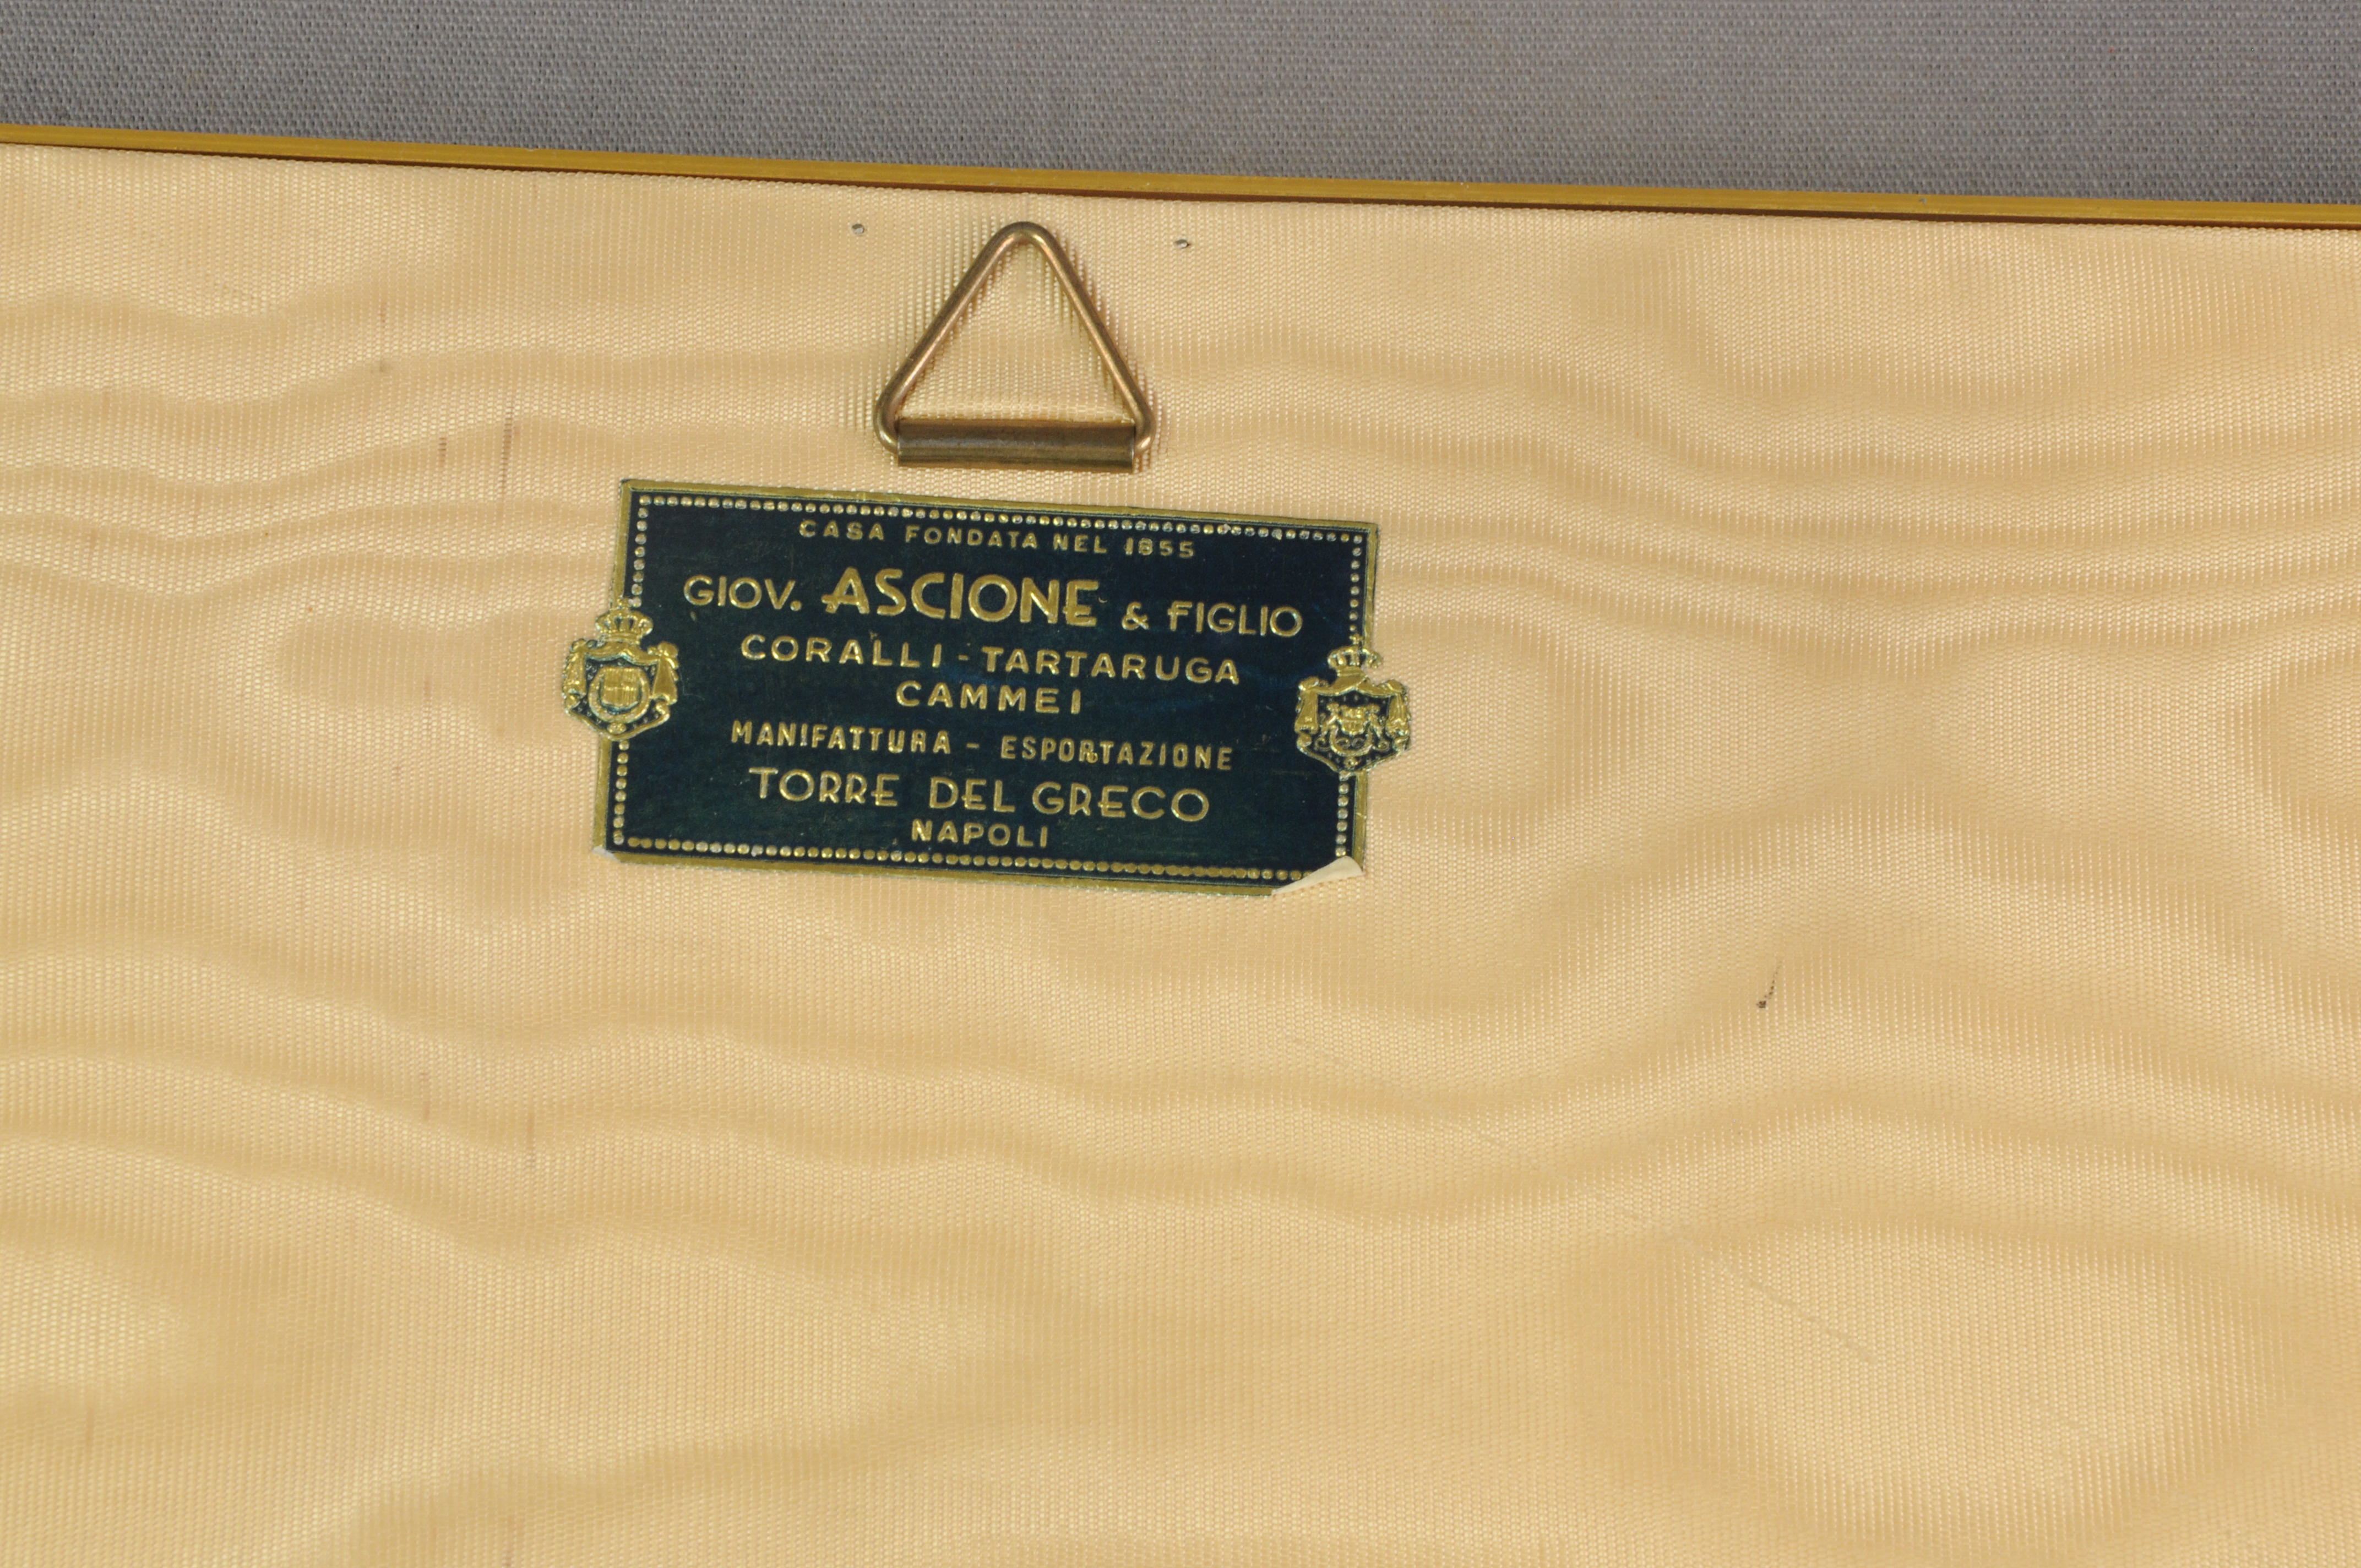 CASA FONDATA NEL 1855
GIOV. ASCIONE & FIGLIO
CORALLI - TARTARUGA
CAMMEI
MANIFATTURA - ESPORTAZIONE
TORRE DEL GRECO
NAPOLI